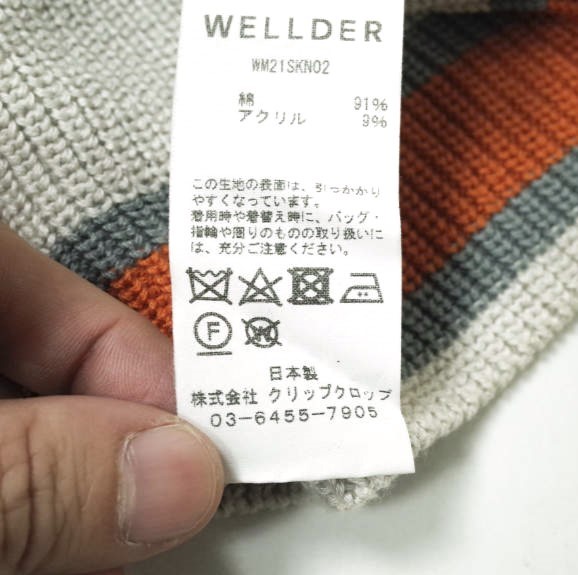 WELLDER
WM21SKN02
綿 91%
アクリル 9%
この生地の表面は、引っかかり
やすくなっています。
着用時や着替え時に、バッグ・
指輪や周りのものの取り扱いに
は、充分ご注意ください。
F W
日本製
株式会社 クリップクロップ
03-6455-7905